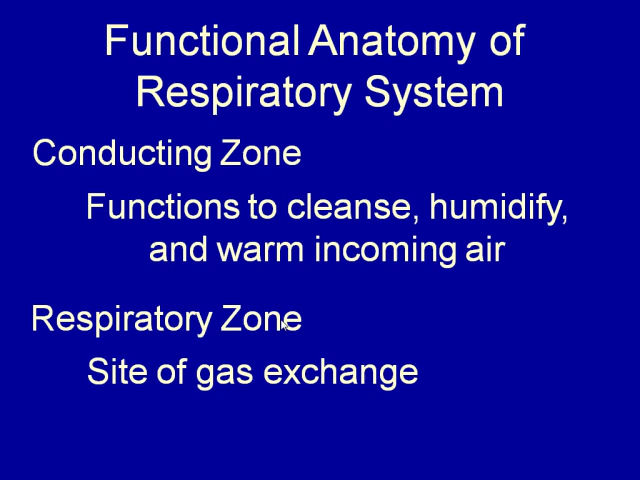 Functional Anatomy of
Respiratory System
Conducting Zone
Functions to cleanse, humidify,
and warm incoming air
Respiratory Zone
Site of gas exchange